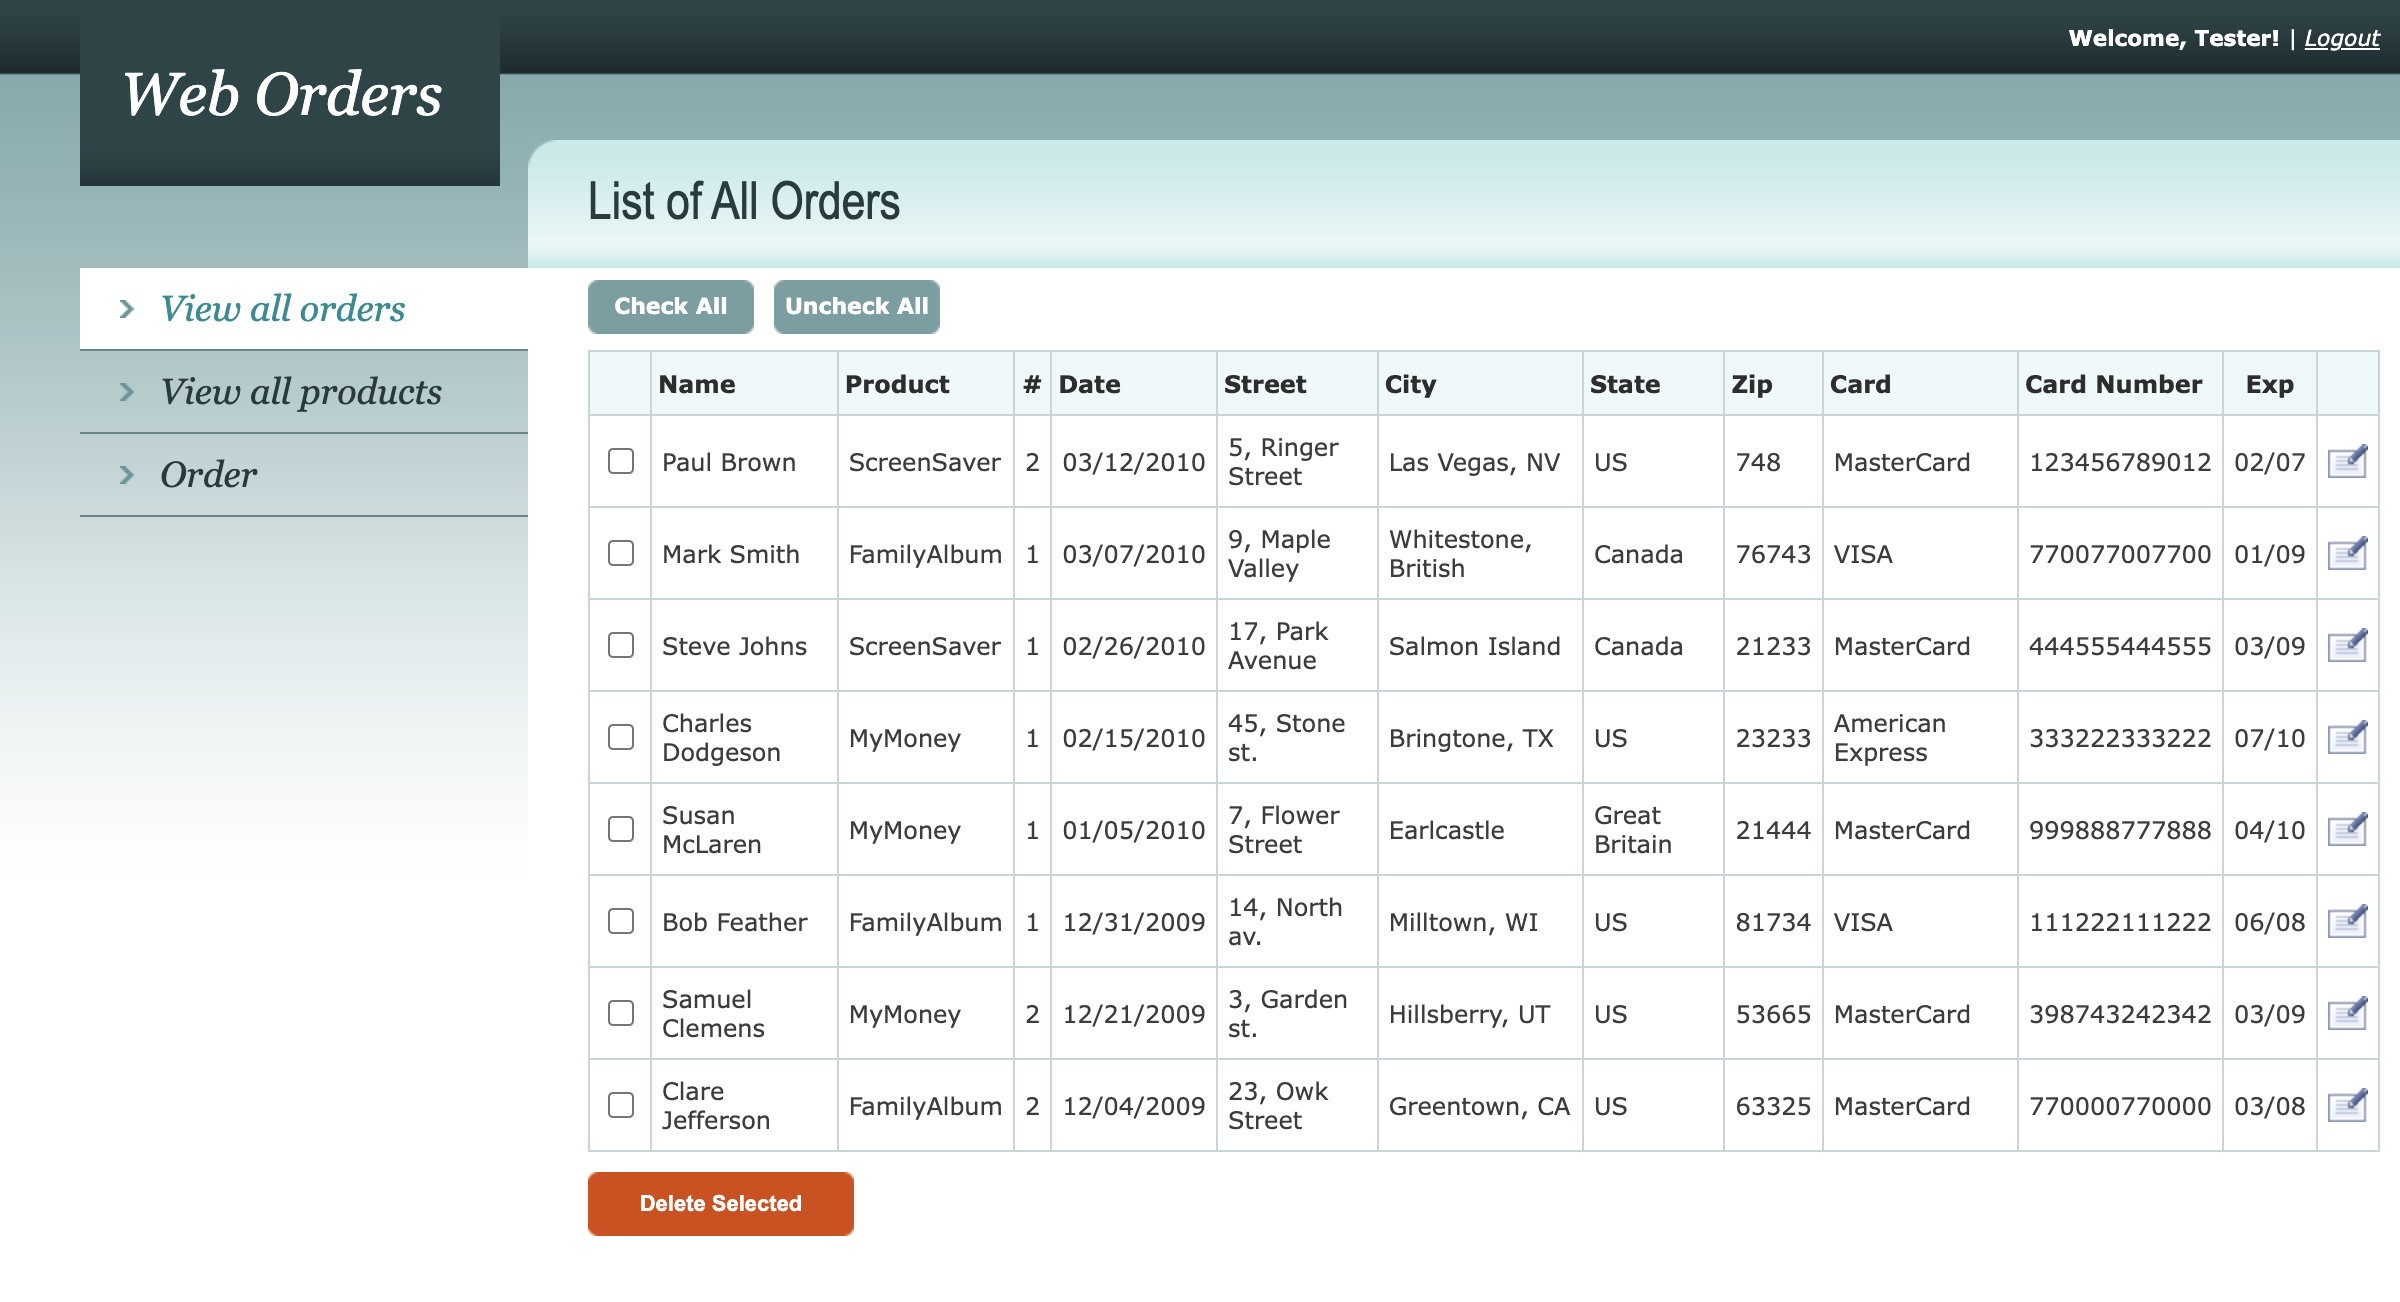 Welcome, Tester! | Logout
Web Orders
List of All Orders
View all orders
View all products
Order
Check All Uncheck All
Name Product # Date Street City State Zip Card Card Number Exp
Paul Brown ScreenSaver 2 03/12/2010 5, Ringer Street Las Vegas, NV US 748 MasterCard 123456789012 02/07
Mark Smith FamilyAlbum 1 03/07/2010 9, Maple Valley Whitestone, British Canada 76743 VISA 770077007700 01/09
Steve Johns ScreenSaver 1 02/26/2010 17, Park Avenue Salmon Island Canada 21233 MasterCard 444555444555 03/09
Charles Dodgeson MyMoney 1 02/15/2010 45, Stone st. Bringtone, TX US 23233 American Express 333222333222 07/10
Susan McLaren MyMoney 1 01/05/2010 7, Flower Street Earlcastle Great Britain 21444 MasterCard 999888777888 04/10
Bob Feather FamilyAlbum 1 12/31/2009 14, North av. Milltown, WI US 81734 VISA 111222111222 06/08
Samuel Clemens MyMoney 2 12/21/2009 3, Garden st. Hillsberry, UT US 53665 MasterCard 398743242342 03/09
Clare Jefferson FamilyAlbum 2 12/04/2009 23, Owk Street Greentown, CA US 63325 MasterCard 770000770000 03/08
Delete Selected